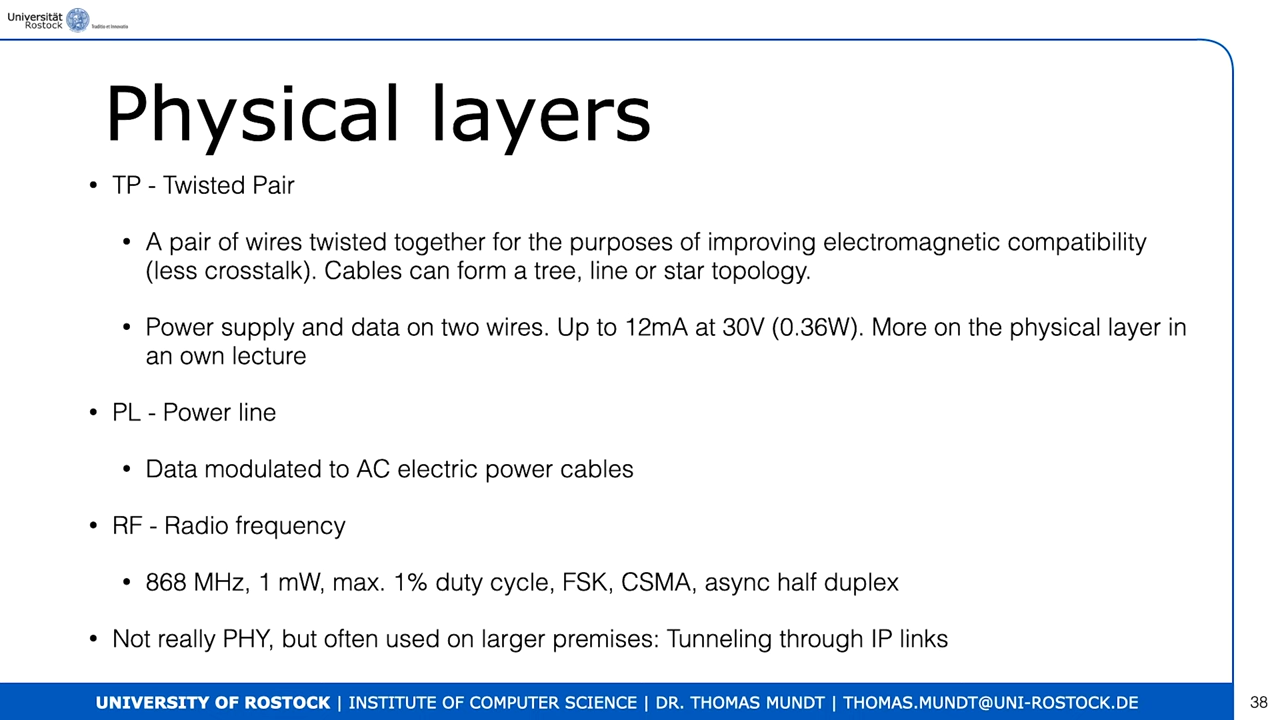 Universität
Rostock
Traditio et Innovatio
Physical layers
• TP - Twisted Pair
• A pair of wires twisted together for the purposes of improving electromagnetic compatibility
(less crosstalk). Cables can form a tree, line or star topology.
• Power supply and data on two wires. Up to 12mA at 30V (0.36W). More on the physical layer in
an own lecture
• PL - Power line
• Data modulated to AC electric power cables
• RF - Radio frequency
• 868 MHz, 1 mW, max. 1% duty cycle, FSK, CSMA, async half duplex
• Not really PHY, but often used on larger premises: Tunneling through IP links
UNIVERSITY OF ROSTOCK | INSTITUTE OF COMPUTER SCIENCE | DR. THOMAS MUNDT | THOMAS.MUNDT@UNI-ROSTOCK.DE
38